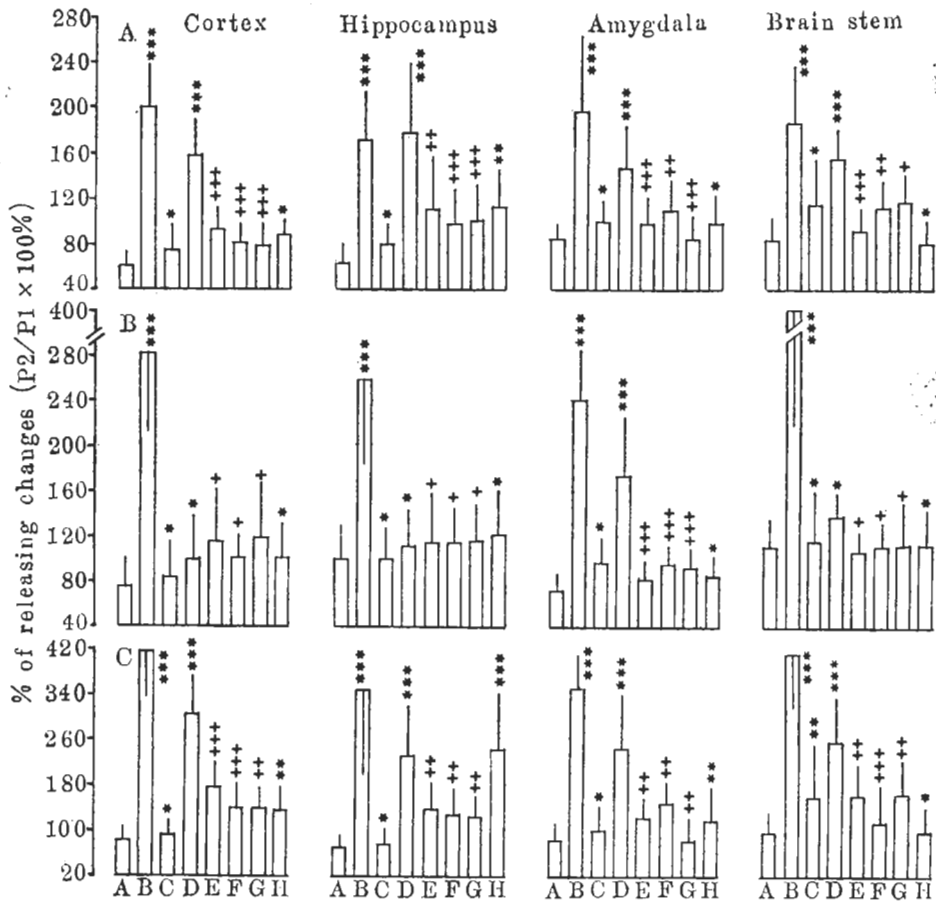 % of releasing changes (P2/P1 × 100%)
280 A Cortex Hippocampus Amygdala Brain stem
240
200
160
120
80
40
*** *** +++ +++ +++ * *
*** *** ++ +++ +++ ** *
*** *** +++ ++ +++ * *
*** * *** +++ ++ + *
400 B
280
240
200
160
120
80
40
*** * * + + + *
*** * * + + + *
*** * *** +++ +++ +++ *
*** * * + + + *
420 C
340
260
180
100
20
*** * *** +++ +++ ++ **
*** * *** ++ ++ ++ ***
*** * *** ++ ++ ++ **
*** ** *** ++ +++ ++ *
A B C D E F G H A B C D E F G H A B C D E F G H A B C D E F G H